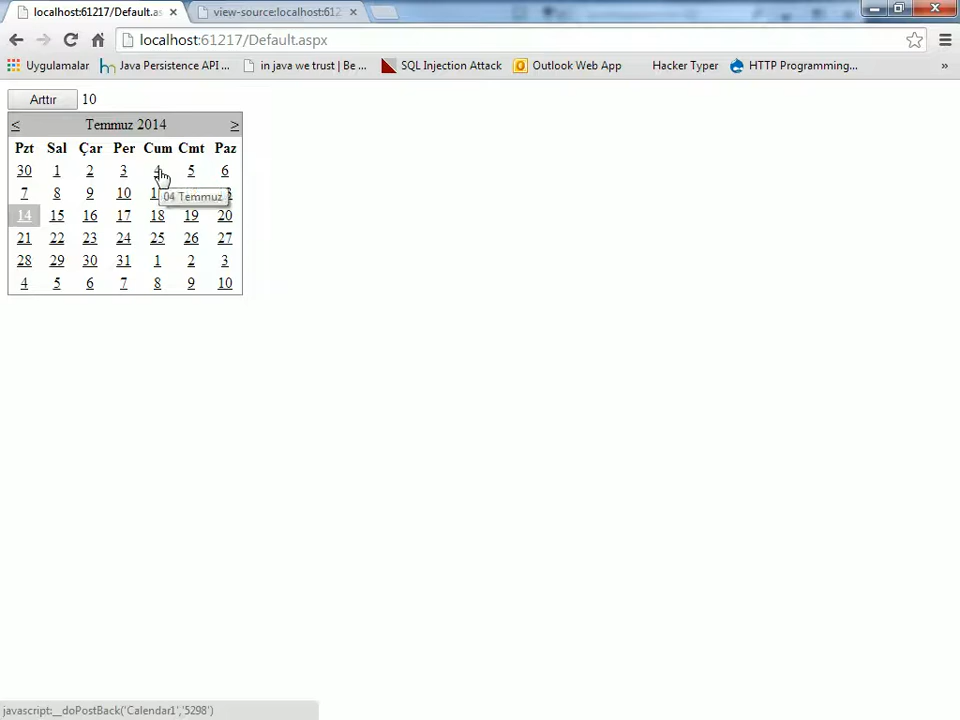 localhost:61217/Default.as
view-source:localhost:612
localhost:61217/Default.aspx
Uygulamalar
Java Persistence API ...
in java we trust | Be ...
SQL Injection Attack
Outlook Web App
Hacker Typer
HTTP Programming...
»
Arttır 10
< Temmuz 2014 >
Pzt Sal Çar Per Cum Cmt Paz
30 1 2 3 4 5 6
7 8 9 10
04 Temmuz
14 15 16 17 18 19 20
21 22 23 24 25 26 27
28 29 30 31 1 2 3
4 5 6 7 8 9 10
javascript:__doPostBack('Calendar1','5298')